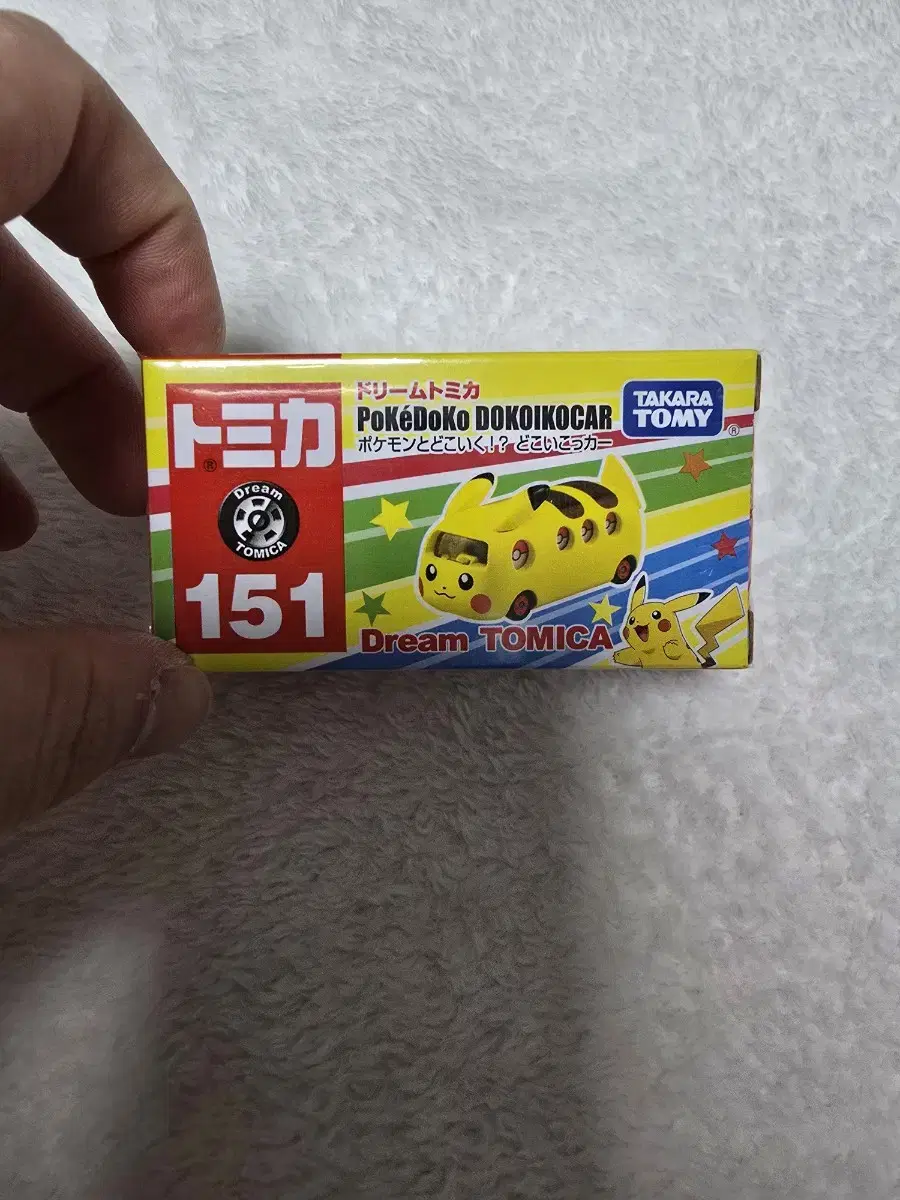 トミカ
®
Dream
TOMICA
151
ドリームトミカ
PoKéDoKo DOKOIKOCAR
ポケモンとどこいく!? どこいこうカー
TAKARA
TOMY
®
Dream TOMICA